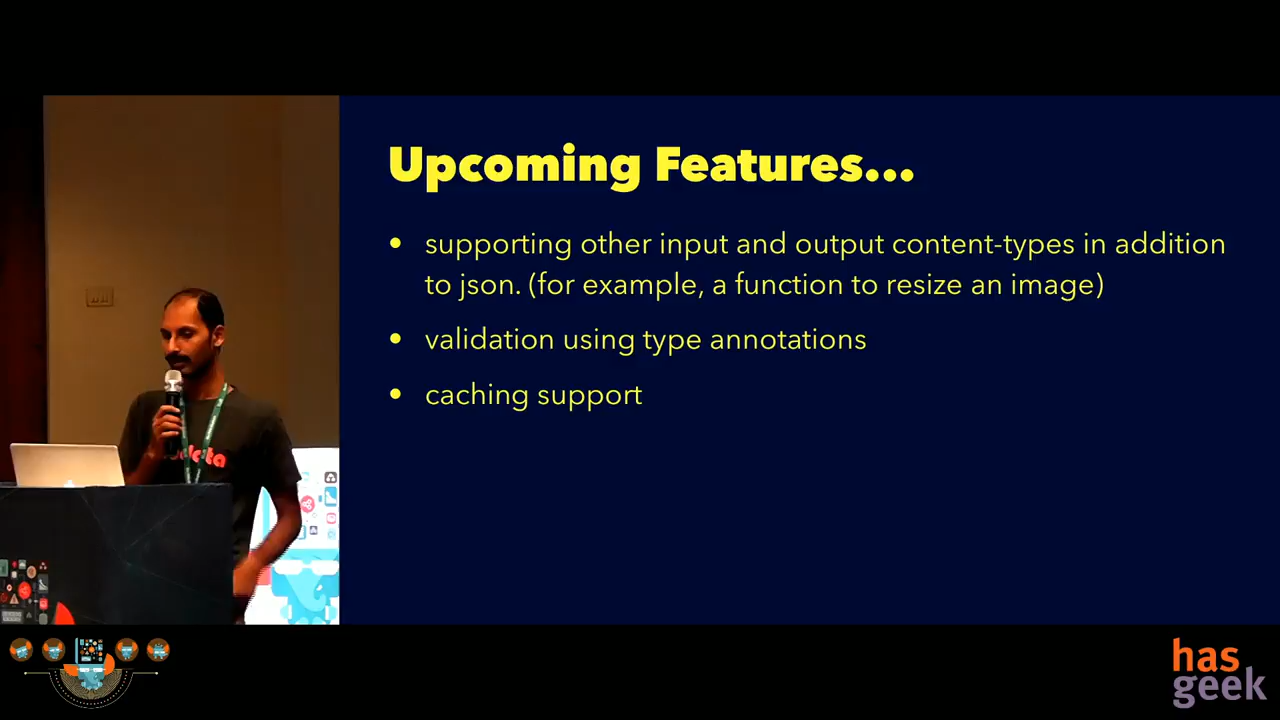 Upcoming Features...
• supporting other input and output content-types in addition
to json. (for example, a function to resize an image)
• validation using type annotations
• caching support
has
geek